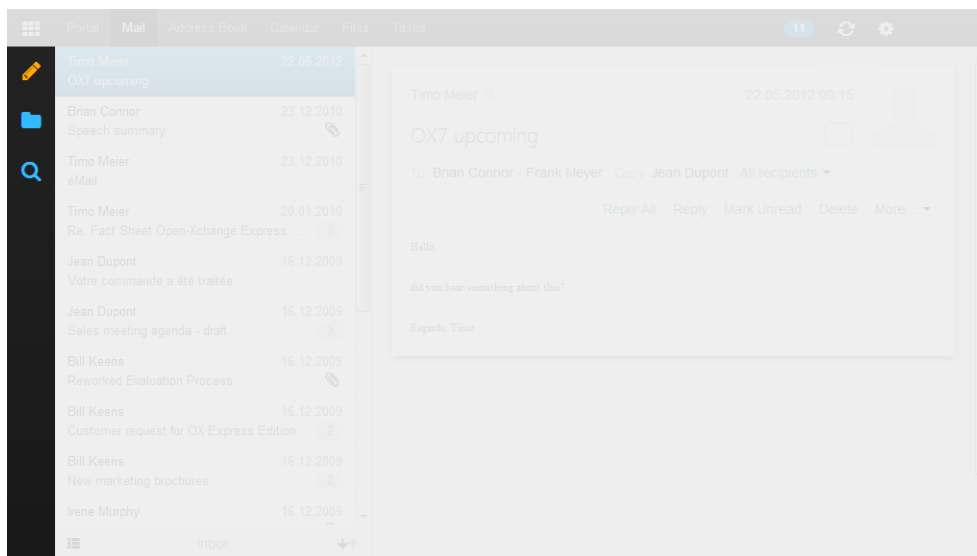 Portal Mail Address Book Calendar Files Tasks 11
Timo Meier 22.05.2012
OX7 upcoming
Brian Connor 23.12.2010
Speech summary
Timo Meier 23.12.2010
eMail
Timo Meier 20.01.2010
Re: Fact Sheet Open-Xchange Express ... 3
Jean Dupont 16.12.2009
Votre commande a été traitée
Jean Dupont 16.12.2009
Sales meeting agenda - draft 3
Bill Keens 16.12.2009
Reworked Evaluation Process
Bill Keens 16.12.2009
Customer request for OX Express Edition 2
Bill Keens 16.12.2009
New marketing brochures 2
Irene Murphy 16.12.2009
Inbox
Timo Meier 22.05.2012 09:15
OX7 upcoming
To Brian Connor · Frank Meyer Copy Jean Dupont All recipients
Reply All Reply Mark Unread Delete More ...
Hello,
did you hear something about this?
Regards, Timo